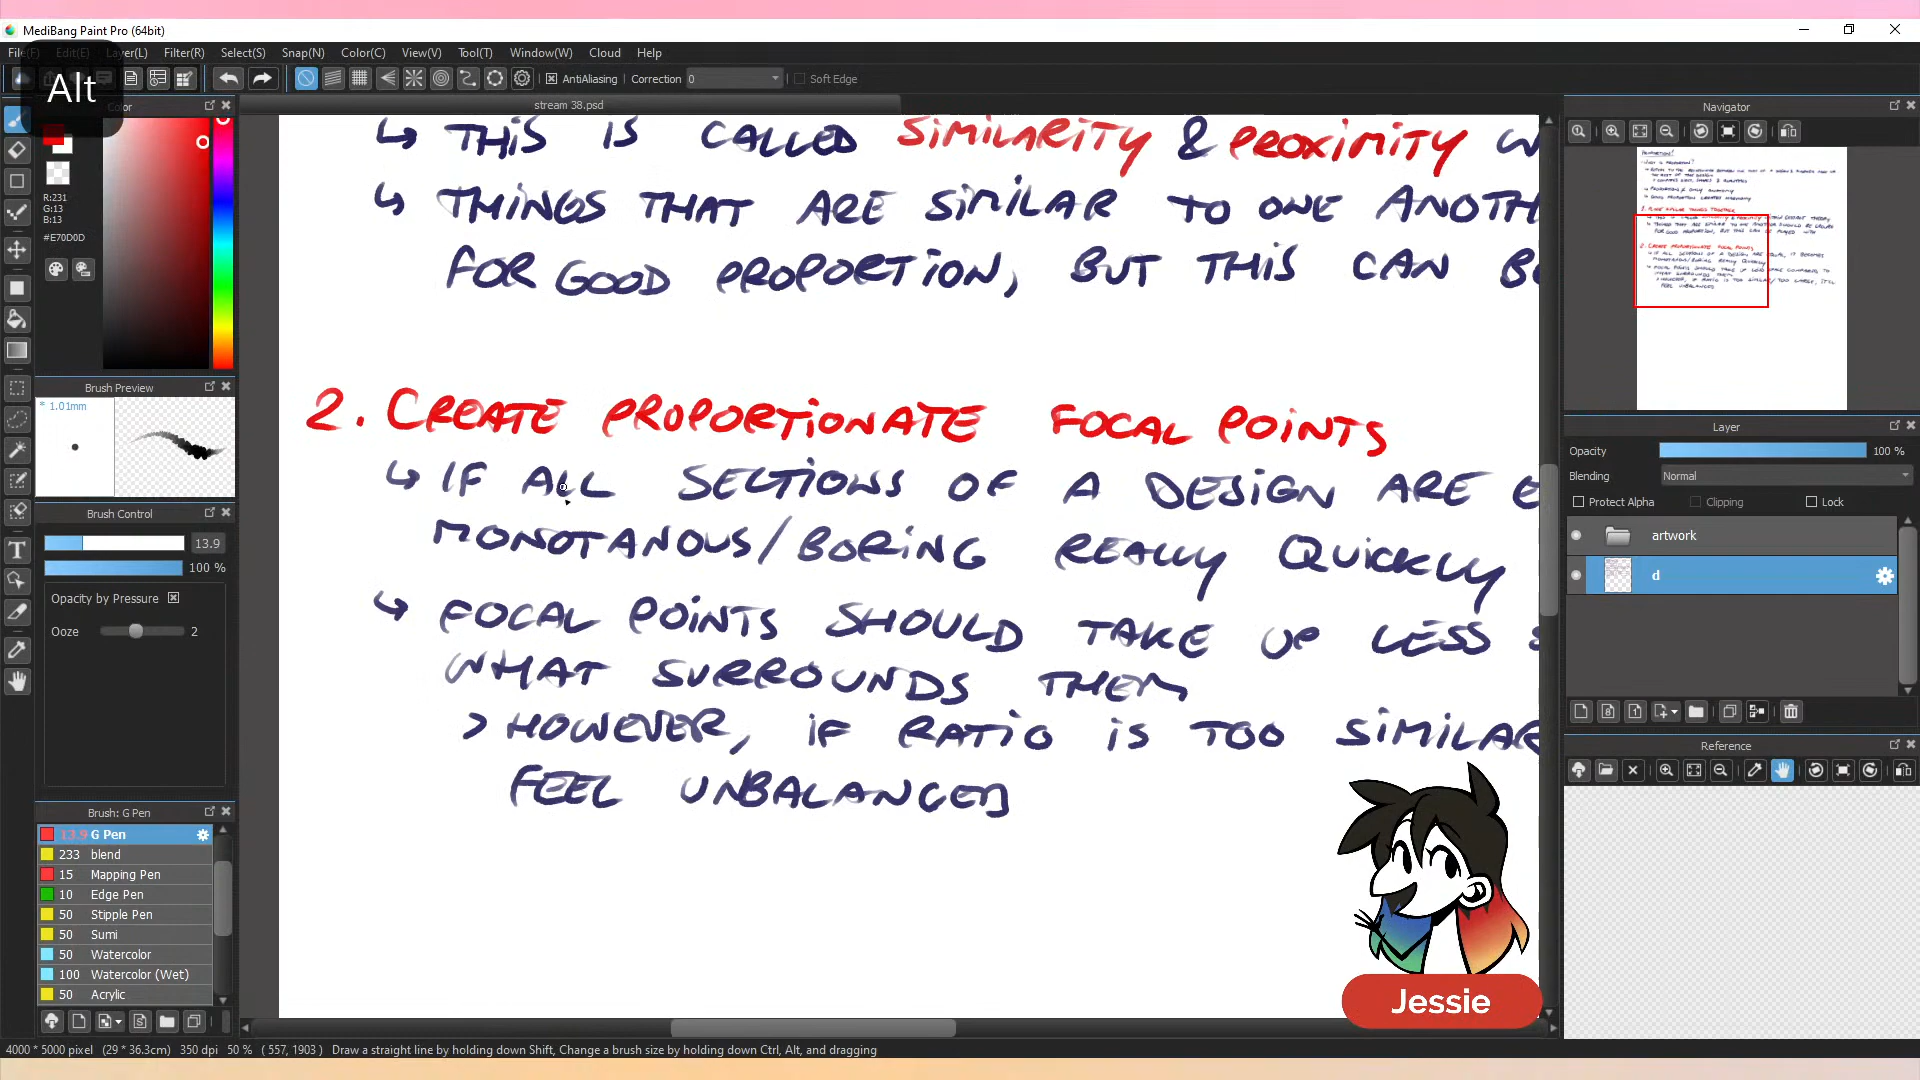 MediBang Paint Pro (64bit)
File(F) Edit(E) Layer(L) Filter(R) Select(S) Snap(N) Color(C) View(V) Tool(T) Window(W) Cloud Help
Alt
AntiAliasing Correction 0 Soft Edge
Color
stream 38.psd
Navigator
R:231
G:13
B:13
#E70D0D
Brush Preview
* 1.01mm
Brush Control
13.9
100 %
Opacity by Pressure
Ooze 2
Brush: G Pen
13.9 G Pen
233 blend
15 Mapping Pen
10 Edge Pen
50 Stipple Pen
50 Sumi
50 Watercolor
100 Watercolor (Wet)
50 Acrylic
THIS IS CALLED SIMILARITY & PROXIMITY W
THINGS THAT ARE SIMILAR TO ONE ANOTH
FOR GOOD PROPORTION, BUT THIS CAN B
2. CREATE PROPORTIONATE FOCAL POINTS
IF ALL SECTIONS OF A DESIGN ARE E
MONOTANOUS/BORING REALLY QUICKLY
FOCAL POINTS SHOULD TAKE UP LESS S
WHAT SURROUNDS THEM
> HOWEVER, IF RATIO IS TOO SIMILAR
FEEL UNBALANCED
Jessie
Layer
Opacity 100 %
Blending Normal
Protect Alpha Clipping Lock
artwork
d
Reference
4000 * 5000 pixel (29 * 36.3cm) 350 dpi 50 % ( 557, 1903 ) Draw a straight line by holding down Shift, Change a brush size by holding down Ctrl, Alt, and dragging